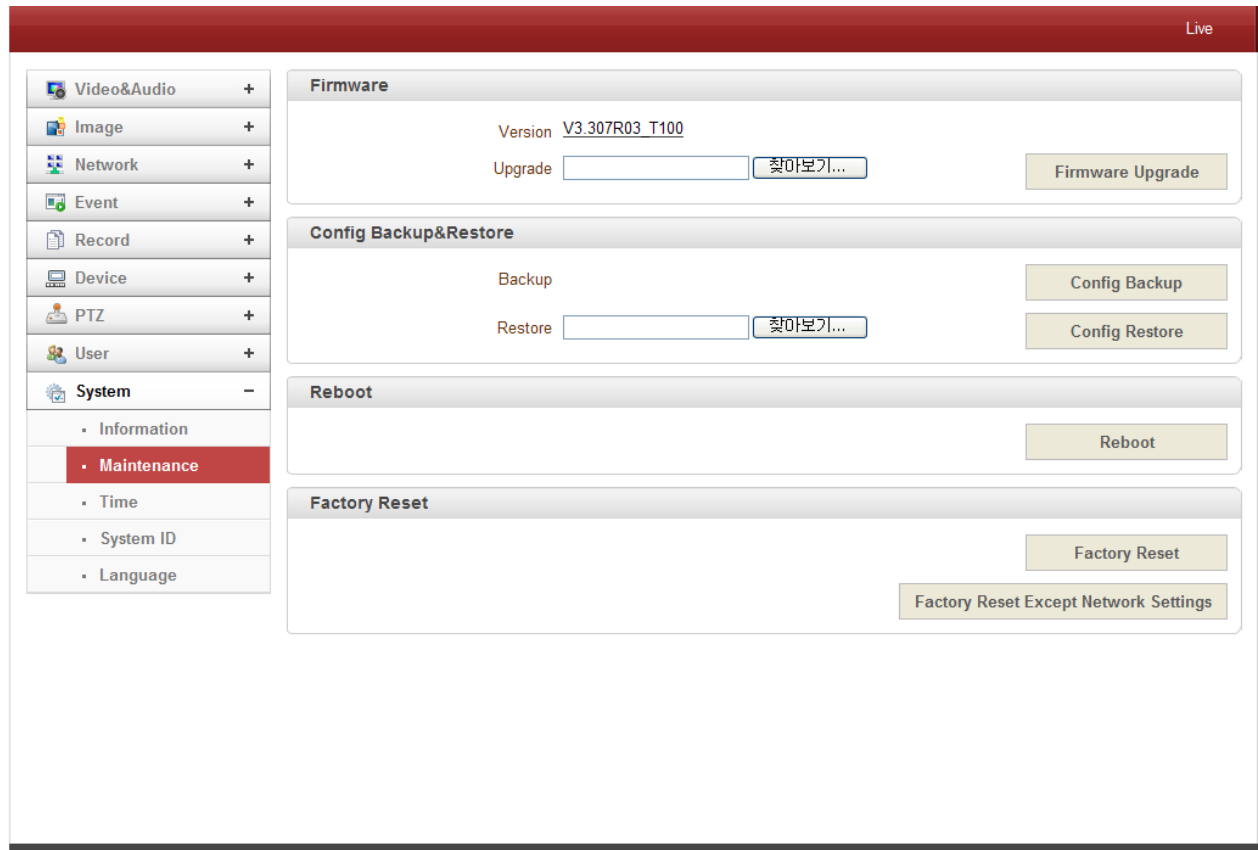 Live
Video&Audio +
Image +
Network +
Event +
Record +
Device +
PTZ +
User +
System −
Information
Maintenance
Time
System ID
Language
Firmware
Version V3.307R03_T100
Upgrade 찾아보기...
Firmware Upgrade
Config Backup&Restore
Backup
Config Backup
Restore 찾아보기...
Config Restore
Reboot
Reboot
Factory Reset
Factory Reset
Factory Reset Except Network Settings